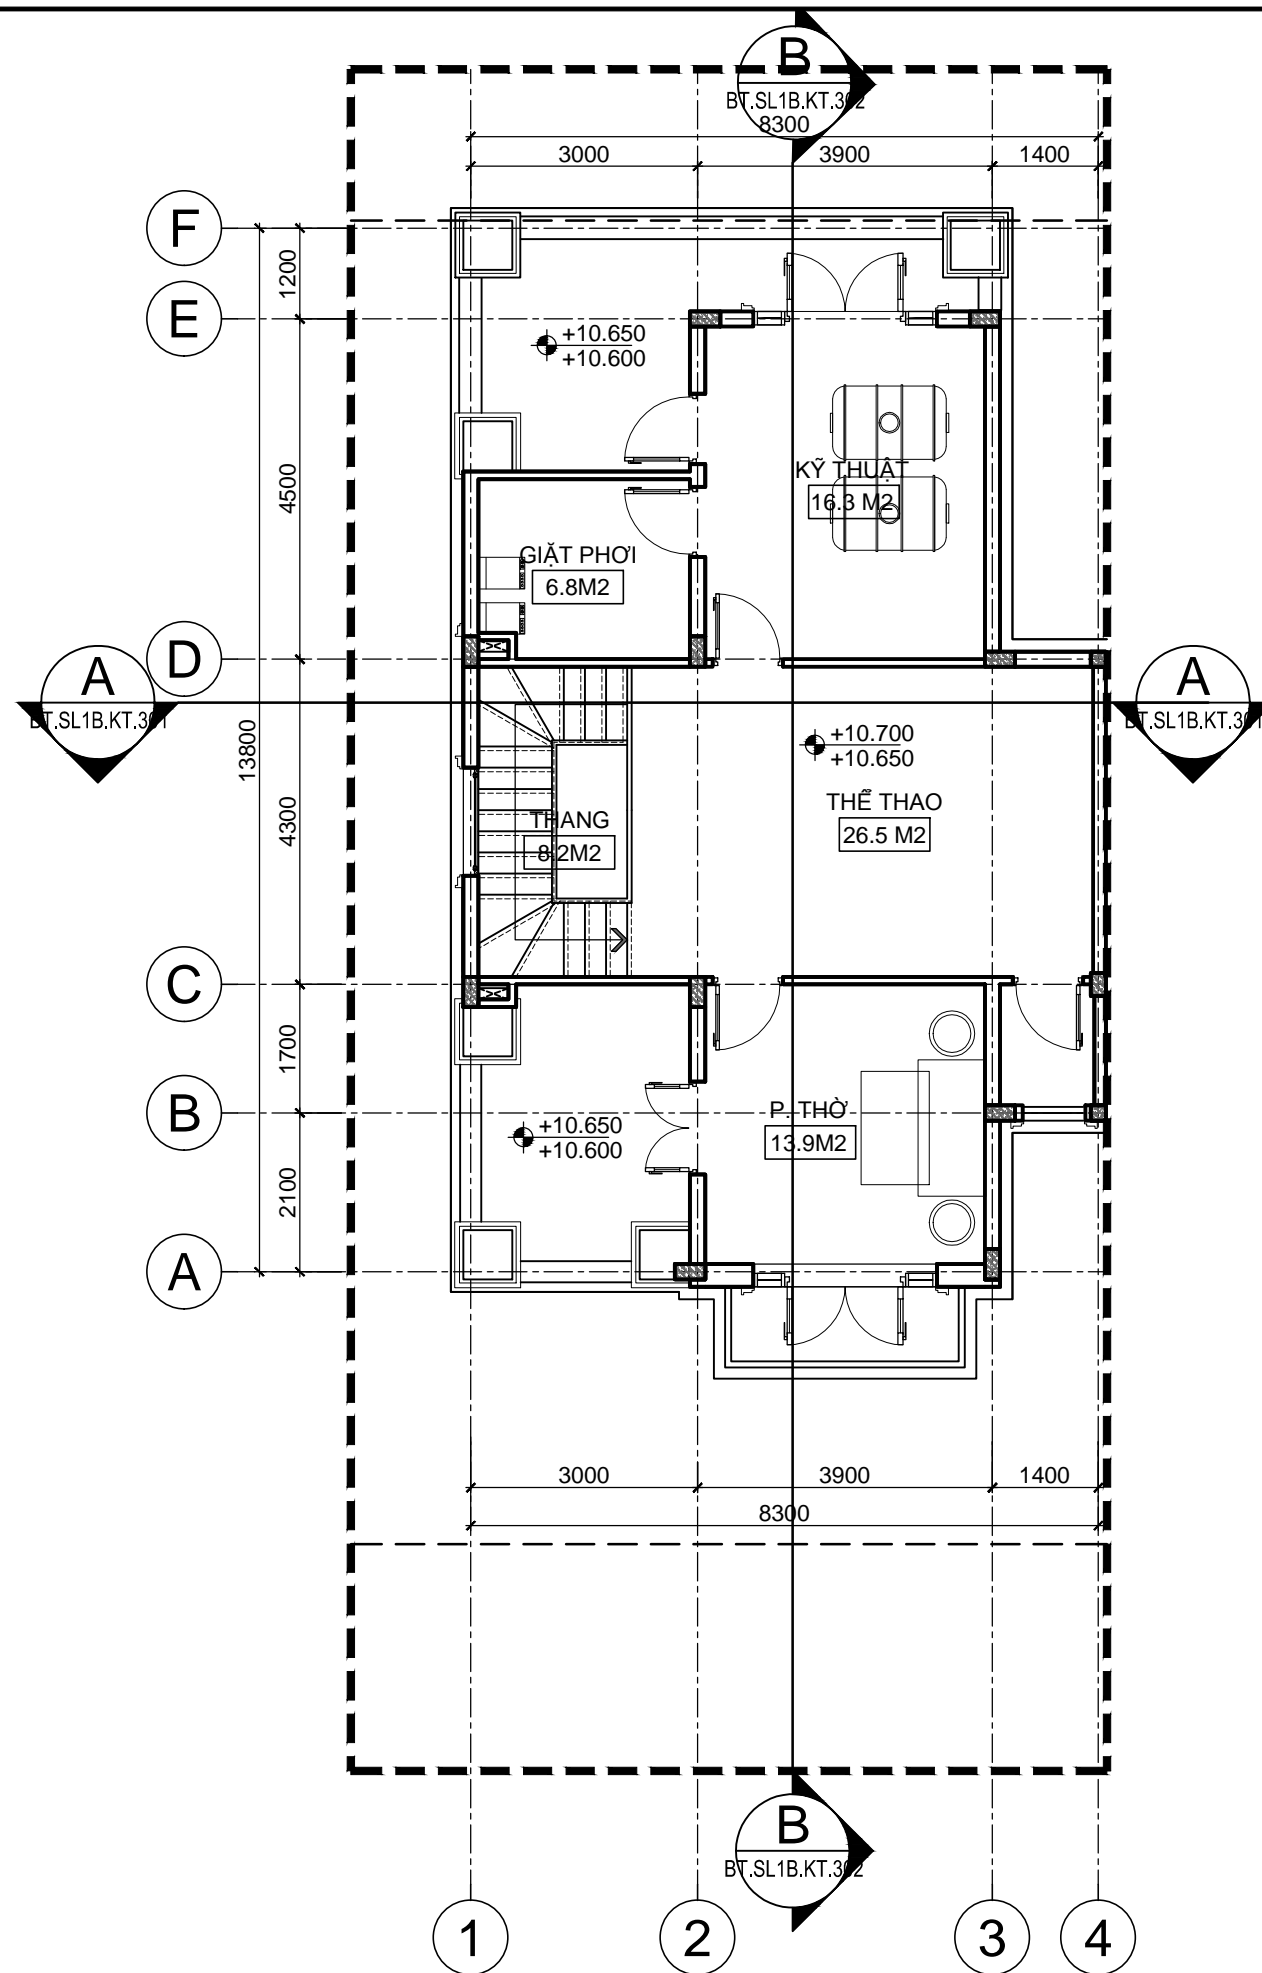 B
BT.SL1B.KT.302
8300
3000 3900 1400
F
1200
E
+10.650
+10.600
4500
KỸ THUẬT
16.3 M2
GIẶT PHƠI
6.8M2
D
A
BT.SL1B.KT.301
A
BT.SL1B.KT.301
13800
+10.700
+10.650
4300
THANG
8.2M2
THỂ THAO
26.5 M2
C
1700
B
+10.650
+10.600
P. THỜ
13.9M2
2100
A
3000 3900 1400
8300
B
BT.SL1B.KT.302
1 2 3 4